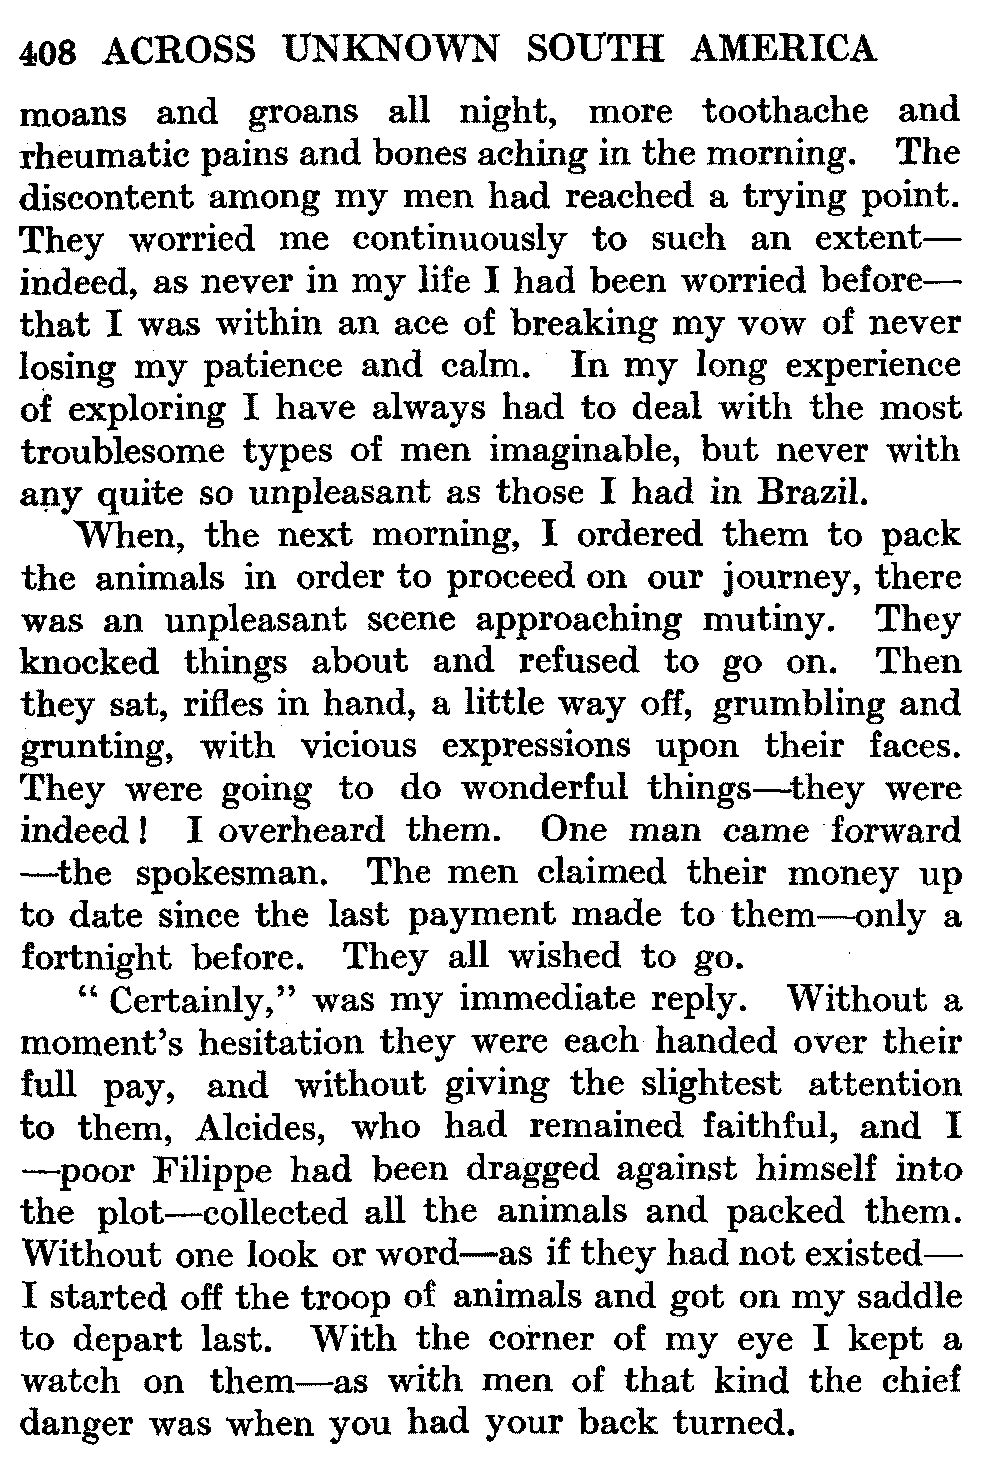 408 ACROSS UNKNOWN SOUTH AMERICA
moans and groans all night, more toothache and
rheumatic pains and bones aching in the morning. The
discontent among my men had reached a trying point.
They worried me continuously to such an extent—
indeed, as never in my life I had been worried before—
that I was within an ace of breaking my vow of never
losing my patience and calm. In my long experience
of exploring I have always had to deal with the most
troublesome types of men imaginable, but never with
any quite so unpleasant as those I had in Brazil.
When, the next morning, I ordered them to pack
the animals in order to proceed on our journey, there
was an unpleasant scene approaching mutiny. They
knocked things about and refused to go on. Then
they sat, rifles in hand, a little way off, grumbling and
grunting, with vicious expressions upon their faces.
They were going to do wonderful things—they were
indeed! I overheard them. One man came forward
—the spokesman. The men claimed their money up
to date since the last payment made to them—only a
fortnight before. They all wished to go.
“ Certainly,” was my immediate reply. Without a
moment's hesitation they were each handed over their
full pay, and without giving the slightest attention
to them, Alcides, who had remained faithful, and I
—poor Filippe had been dragged against himself into
the plot—collected all the animals and packed them.
Without one look or word—as if they had not existed—
I started off the troop of animals and got on my saddle
to depart last. With the corner of my eye I kept a
watch on them—as with men of that kind the chief
danger was when you had your back turned.